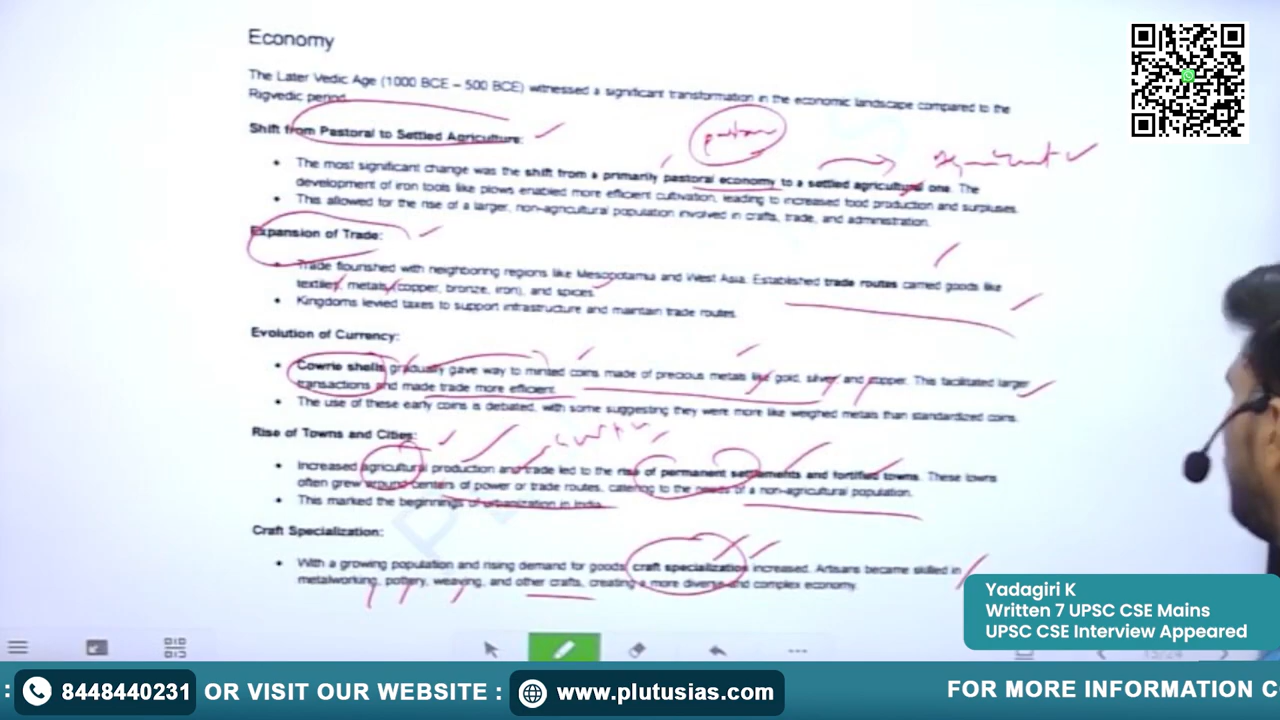 Economy
The Later Vedic Age (1000 BCE – 500 BCE) witnessed a significant transformation in the economic landscape compared to the
Rigvedic period.
Shift from Pastoral to Settled Agriculture:
• The most significant change was the shift from a primarily pastoral economy to a settled agricultural one. The
development of iron tools like plows enabled more efficient cultivation, leading to increased food production and surpluses.
• This allowed for the rise of a larger, non-agricultural population involved in crafts, trade, and administration.
Expansion of Trade:
• Trade flourished with neighboring regions like Mesopotamia and West Asia. Established trade routes carried goods like
textiles, metals (copper, bronze, iron), and spices.
• Kingdoms levied taxes to support infrastructure and maintain trade routes.
Evolution of Currency:
• Cowrie shells gradually gave way to minted coins made of precious metals like gold, silver and copper. This facilitated larger
transactions and made trade more efficient.
• The use of these early coins is debated, with some suggesting they were more like weighed metals than standardized coins.
Rise of Towns and Cities:
• Increased agricultural production and trade led to the rise of permanent settlements and fortified towns. These towns
often grew around centers of power or trade routes, catering to the needs of a non-agricultural population.
• This marked the beginnings of urbanization in India.
Craft Specialization:
• With a growing population and rising demand for goods craft specialization increased. Artisans became skilled in
metalworking, pottery, weaving, and other crafts, creating a more diverse and complex economy.
Yadagiri K
Written 7 UPSC CSE Mains
UPSC CSE Interview Appeared
15/24
: 8448440231 OR VISIT OUR WEBSITE : www.plutusias.com FOR MORE INFORMATION C